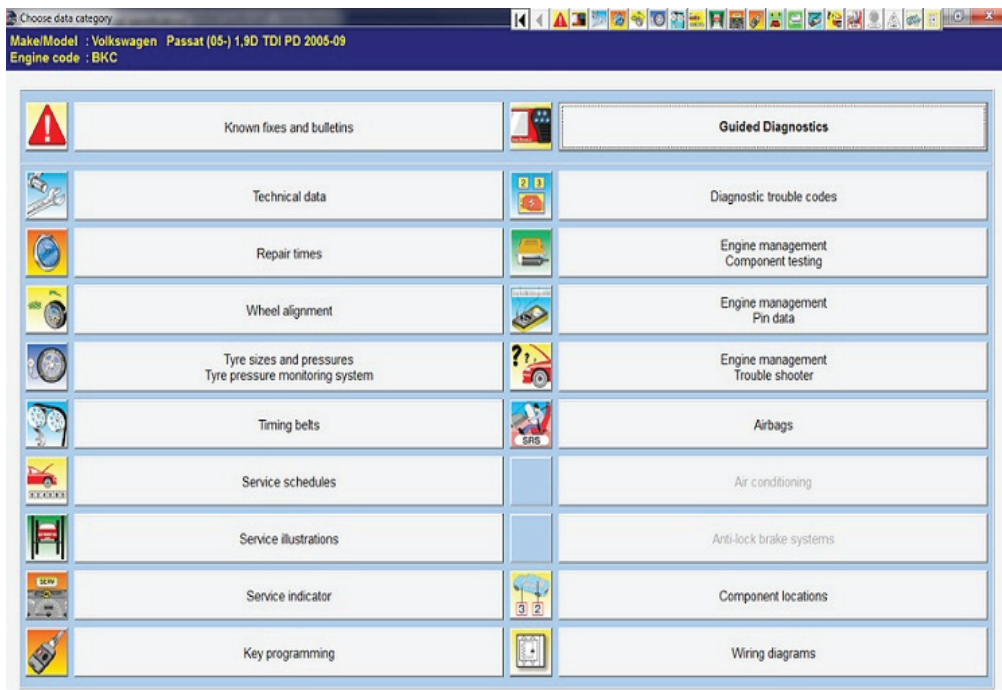 Choose data category
Make/Model : Volkswagen Passat (05-) 1,9D TDI PD 2005-09
Engine code : BKC
Known fixes and bulletins
Guided Diagnostics
Technical data
Diagnostic trouble codes
Repair times
Engine management
Component testing
Wheel alignment
Engine management
Pin data
Tyre sizes and pressures
Tyre pressure monitoring system
Engine management
Trouble shooter
Timing belts
SRS
Airbags
Service schedules
Air conditioning
Service illustrations
Anti-lock brake systems
SERV
Service indicator
3 2
Component locations
Key programming
Wiring diagrams